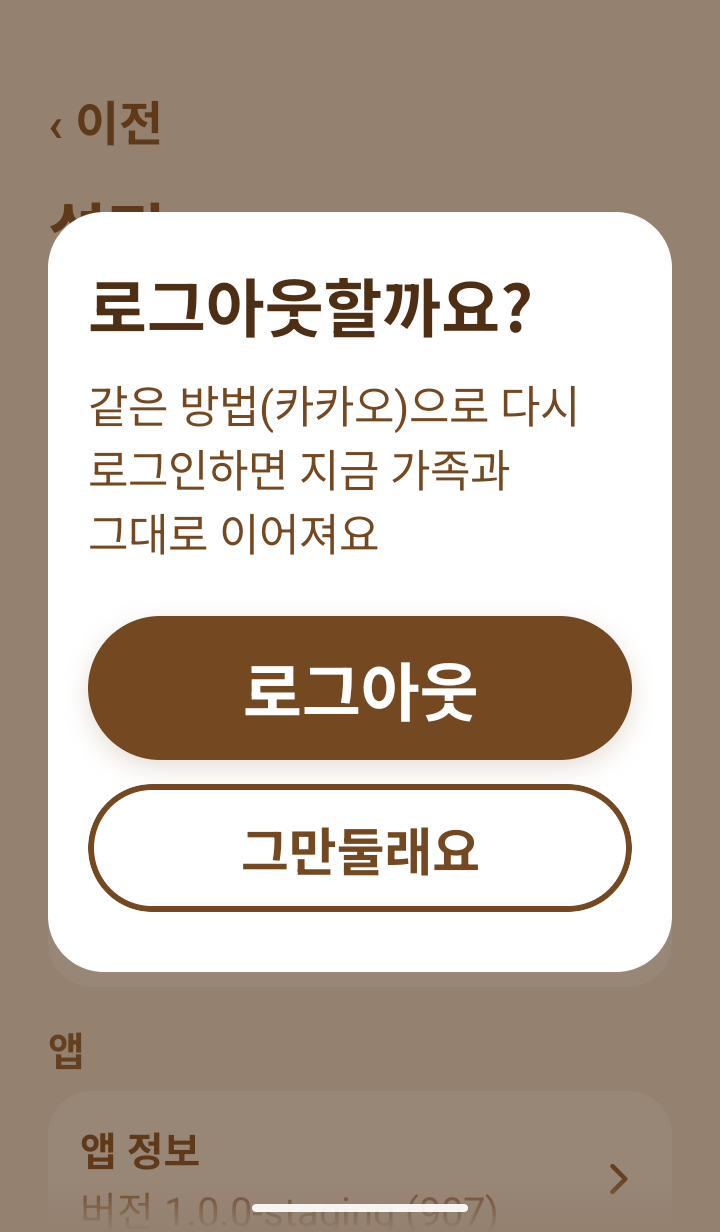 ‹ 이전
로그아웃할까요?
같은 방법(카카오)으로 다시
로그인하면 지금 가족과
그대로 이어져요
로그아웃
그만둘래요
앱
앱 정보
버전 1.0.0-staging (907)